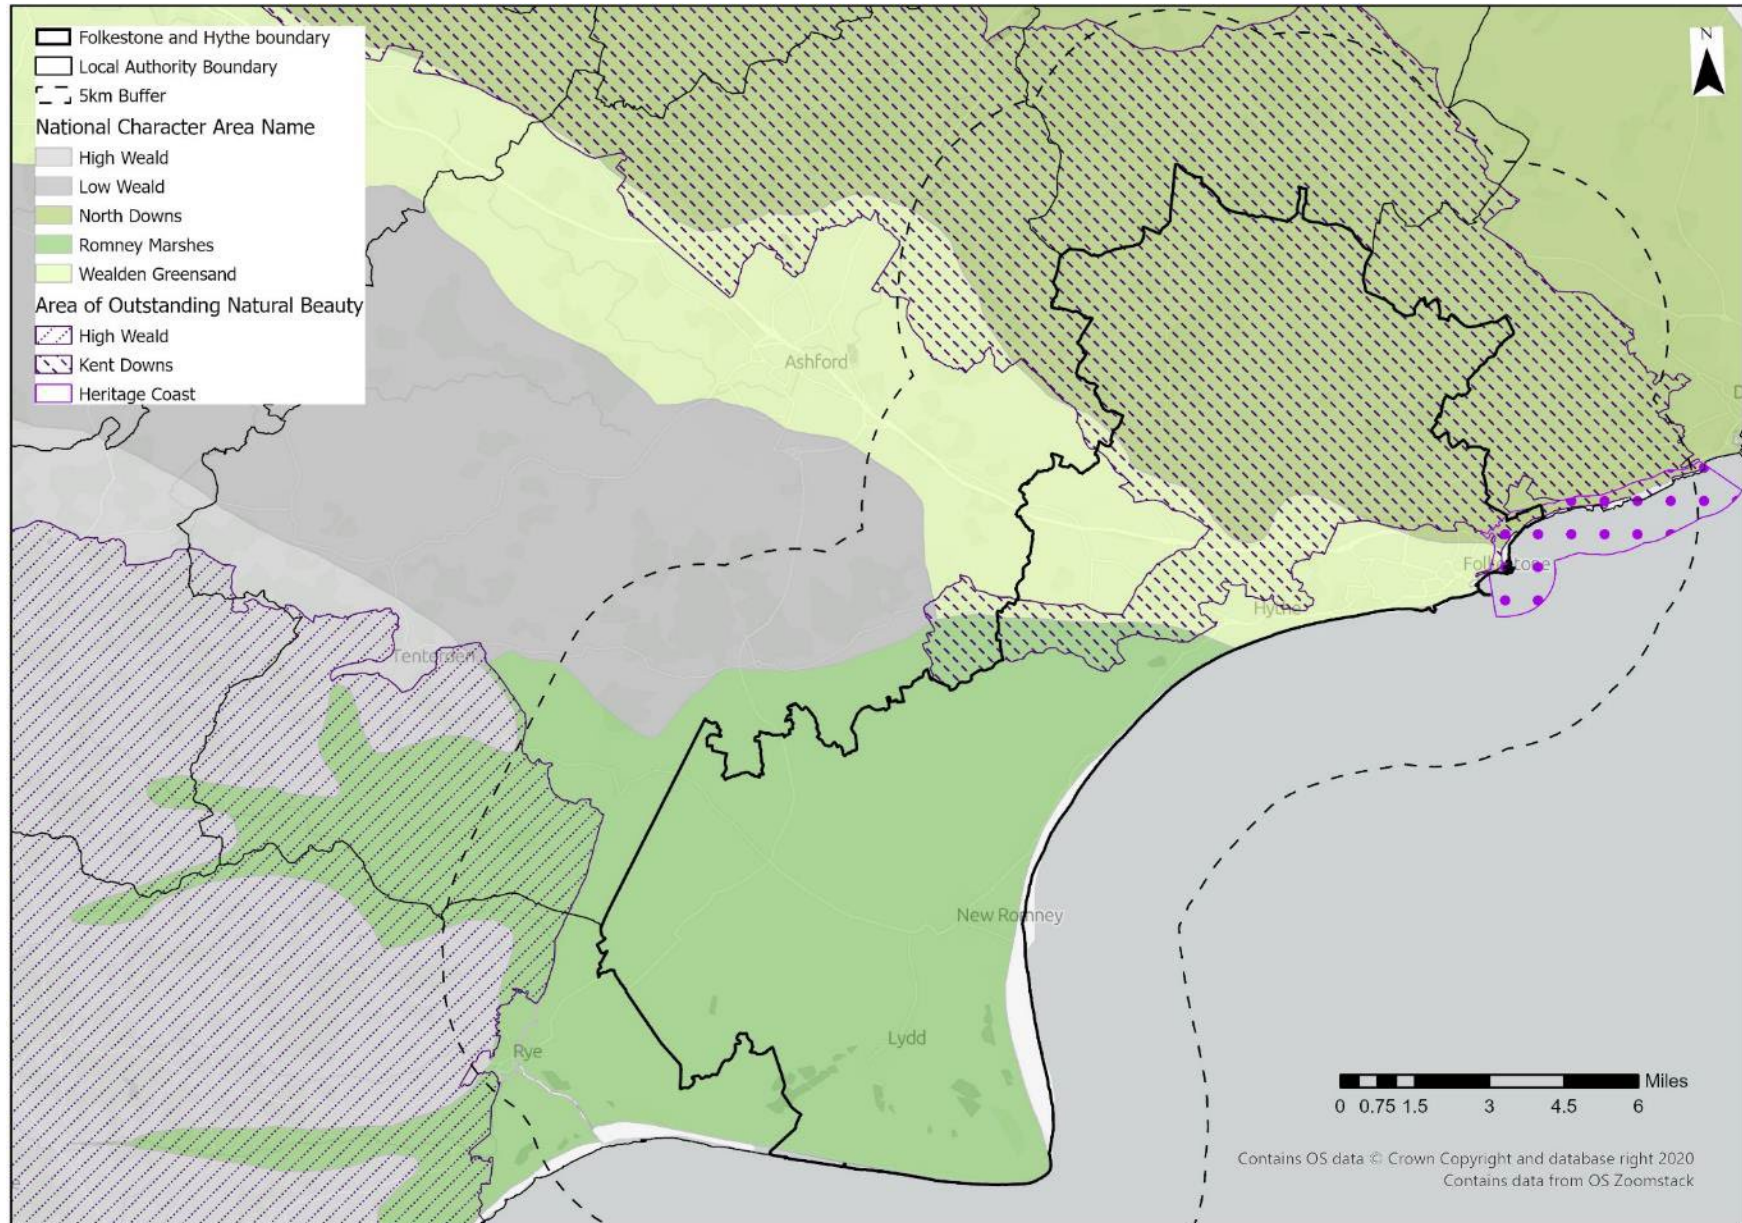 Folkestone and Hythe boundary
Local Authority Boundary
5km Buffer
National Character Area Name
High Weald
Low Weald
North Downs
Romney Marshes
Wealden Greensand
Area of Outstanding Natural Beauty
High Weald
Kent Downs
Heritage Coast
N
Ashford
Folkestone
Hythe
Tenterden
New Romney
Lydd
Rye
Miles
0 0.75 1.5 3 4.5 6
Contains OS data © Crown Copyright and database right 2020
Contains data from OS Zoomstack